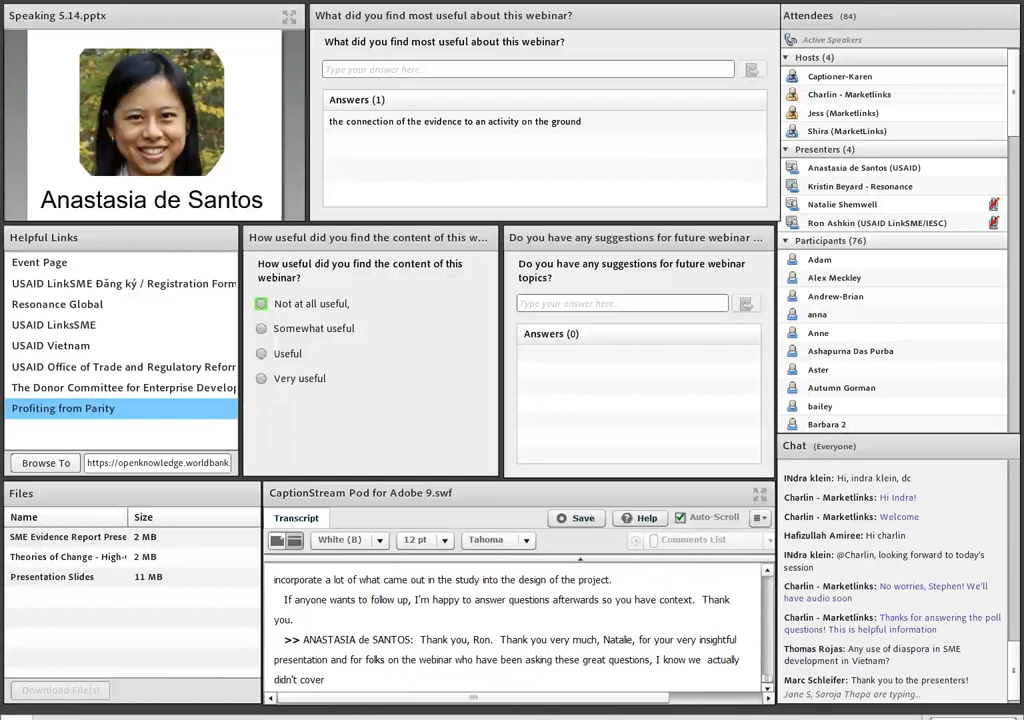 Speaking 5.14.pptx
Anastasia de Santos
What did you find most useful about this webinar?
What did you find most useful about this webinar?
Type your answer here...
Answers (1)
the connection of the evidence to an activity on the ground
Attendees (84)
Active Speakers
Hosts (4)
Captioner-Karen
Charlin - Marketlinks
Jess (Marketlinks)
Shira (MarketLinks)
Presenters (4)
Anastasia de Santos (USAID)
Kristin Beyard - Resonance
Natalie Shemwell
Ron Ashkin (USAID LinkSME/IESC)
Participants (76)
Adam
Alex Meckley
Andrew-Brian
anna
Anne
Ashapurna Das Purba
Aster
Autumn Gorman
bailey
Barbara 2
Helpful Links
Event Page
USAID LinkSME Đăng ký / Registration Form
Resonance Global
USAID LinksSME
USAID Vietnam
USAID Office of Trade and Regulatory Reforr
The Donor Committee for Enterprise Develop
Profiting from Parity
Browse To
https://openknowledge.worldbank.
How useful did you find the content of this w...
How useful did you find the content of this
webinar?
Not at all useful,
Somewhat useful
Useful
Very useful
Do you have any suggestions for future webinar ...
Do you have any suggestions for future webinar
topics?
Type your answer here...
Answers (0)
Chat (Everyone)
INdra klein: Hi, indra klein, dc
Charlin - Marketlinks: Hi Indra!
Charlin - Marketlinks: Welcome
Hafizullah Amiree: Hi charlin
INdra klein: @Charlin, looking forward to today's
session
Charlin - Marketlinks: No worries, Stephen! We'll
have audio soon
Charlin - Marketlinks: Thanks for answering the poll
questions! This is helpful information
Thomas Rojas: Any use of diaspora in SME
development in Vietnam?
Marc Schleifer: Thank you to the presenters!
Jane S, Saroja Thapa are typing...
Files
Name Size
SME Evidence Report Prese 2 MB
Theories of Change - High- 2 MB
Presentation Slides 11 MB
Download File(s)
CaptionStream Pod for Adobe 9.swf
Transcript
Save
Help
Auto-Scroll
White (B)
12 pt
Tahoma
Comments List
incorporate a lot of what came out in the study into the design of the project.
If anyone wants to follow up, I'm happy to answer questions afterwards so you have context. Thank
you.
>> ANASTASIA de SANTOS: Thank you, Ron. Thank you very much, Natalie, for your very insightful
presentation and for folks on the webinar who have been asking these great questions, I know we actually
didn't cover